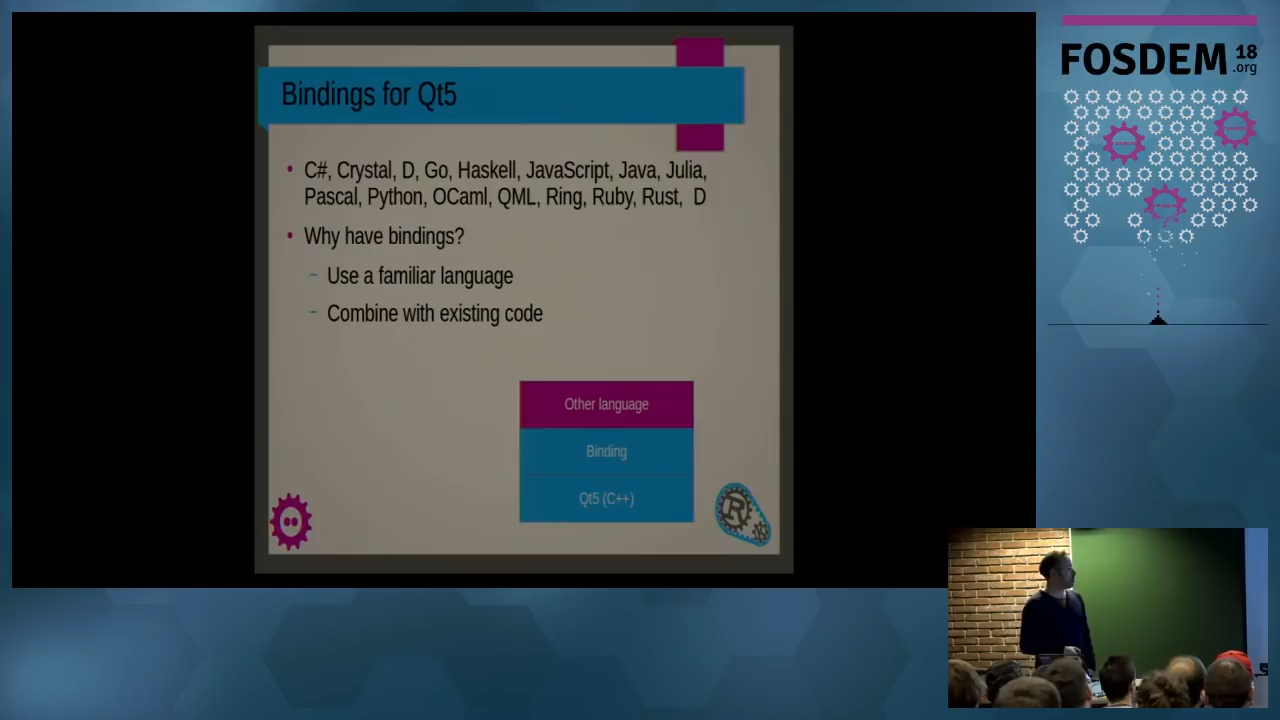 Bindings for Qt5
• C#, Crystal, D, Go, Haskell, JavaScript, Java, Julia,
Pascal, Python, OCaml, QML, Ring, Ruby, Rust, D
• Why have bindings?
– Use a familiar language
– Combine with existing code
Other language
Binding
Qt5 (C++)
R
FOSDEM 18
.org